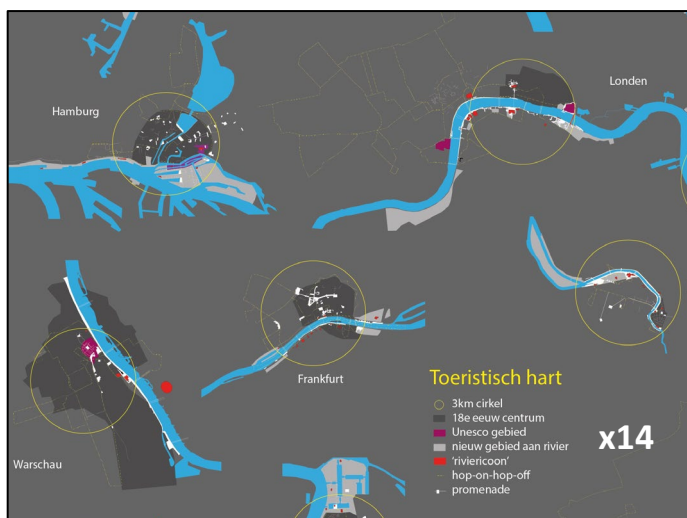 Hamburg
Londen
Frankfurt
Warschau
Toeristisch hart
3km cirkel
18e eeuw centrum
Unesco gebied
nieuw gebied aan rivier
'riviericoon'
hop-on-hop-off
promenade
x14